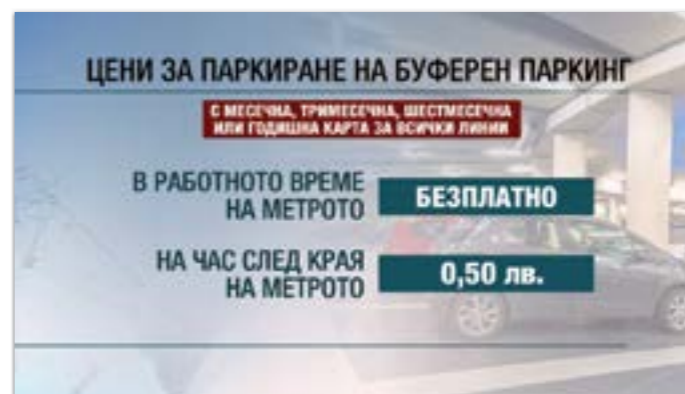 ЦЕНИ ЗА ПАРКИРАНЕ НА БУФЕРЕН ПАРКИНГ
С МЕСЕЧНА, ТРИМЕСЕЧНА, ШЕСТМЕСЕЧНА
ИЛИ ГОДИШНА КАРТА ЗА ВСИЧКИ ЛИНИИ
В РАБОТНОТО ВРЕМЕ
НА МЕТРОТО
БЕЗПЛАТНО
НА ЧАС СЛЕД КРАЯ
НА МЕТРОТО
0,50 лв.